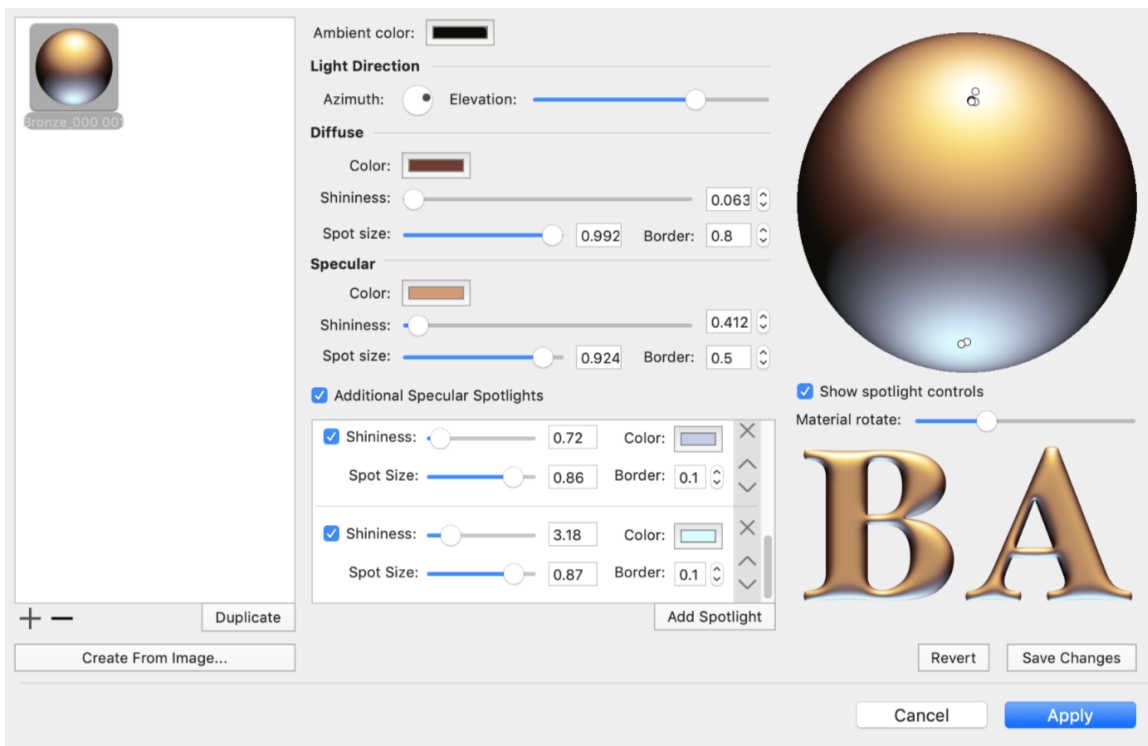 Bronze_000 001
Duplicate
Create From Image...
Ambient color:
Light Direction
Azimuth: Elevation:
Diffuse
Color:
Shininess: 0.063
Spot size: 0.992 Border: 0.8
Specular
Color:
Shininess: 0.412
Spot size: 0.924 Border: 0.5
Additional Specular Spotlights
Shininess: 0.72 Color:
Spot Size: 0.86 Border: 0.1
Shininess: 3.18 Color:
Spot Size: 0.87 Border: 0.1
Add Spotlight
Show spotlight controls
Material rotate:
BA
Revert Save Changes
Cancel Apply